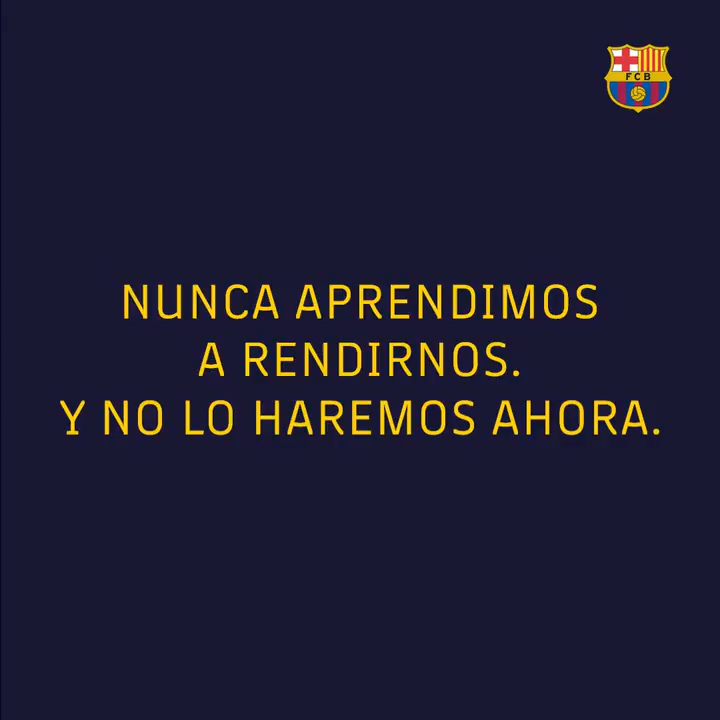 FCB
NUNCA APRENDIMOS
A RENDIRNOS.
Y NO LO HAREMOS AHORA.